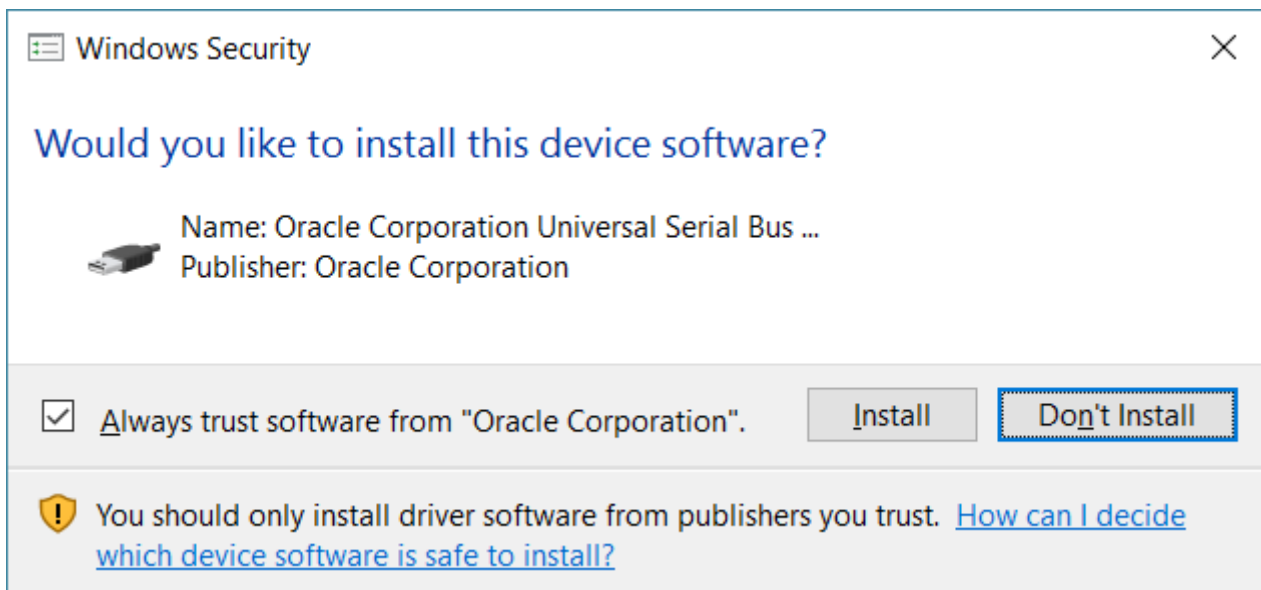 Windows Security
Would you like to install this device software?
Name: Oracle Corporation Universal Serial Bus ...
Publisher: Oracle Corporation
Always trust software from "Oracle Corporation".
Install
Don't Install
You should only install driver software from publishers you trust. How can I decide
which device software is safe to install?